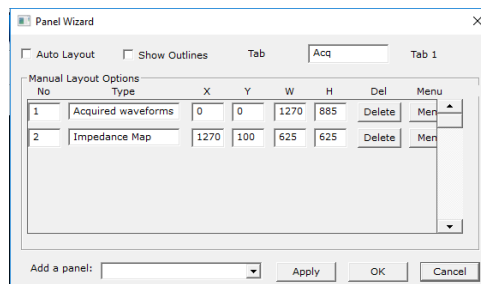 Panel Wizard
Auto Layout Show Outlines Tab Acq Tab 1
Manual Layout Options
No Type X Y W H Del Menu
1 Acquired waveforms 0 0 1270 885 Delete Men
2 Impedance Map 1270 100 625 625 Delete Men
Add a panel: Apply OK Cancel